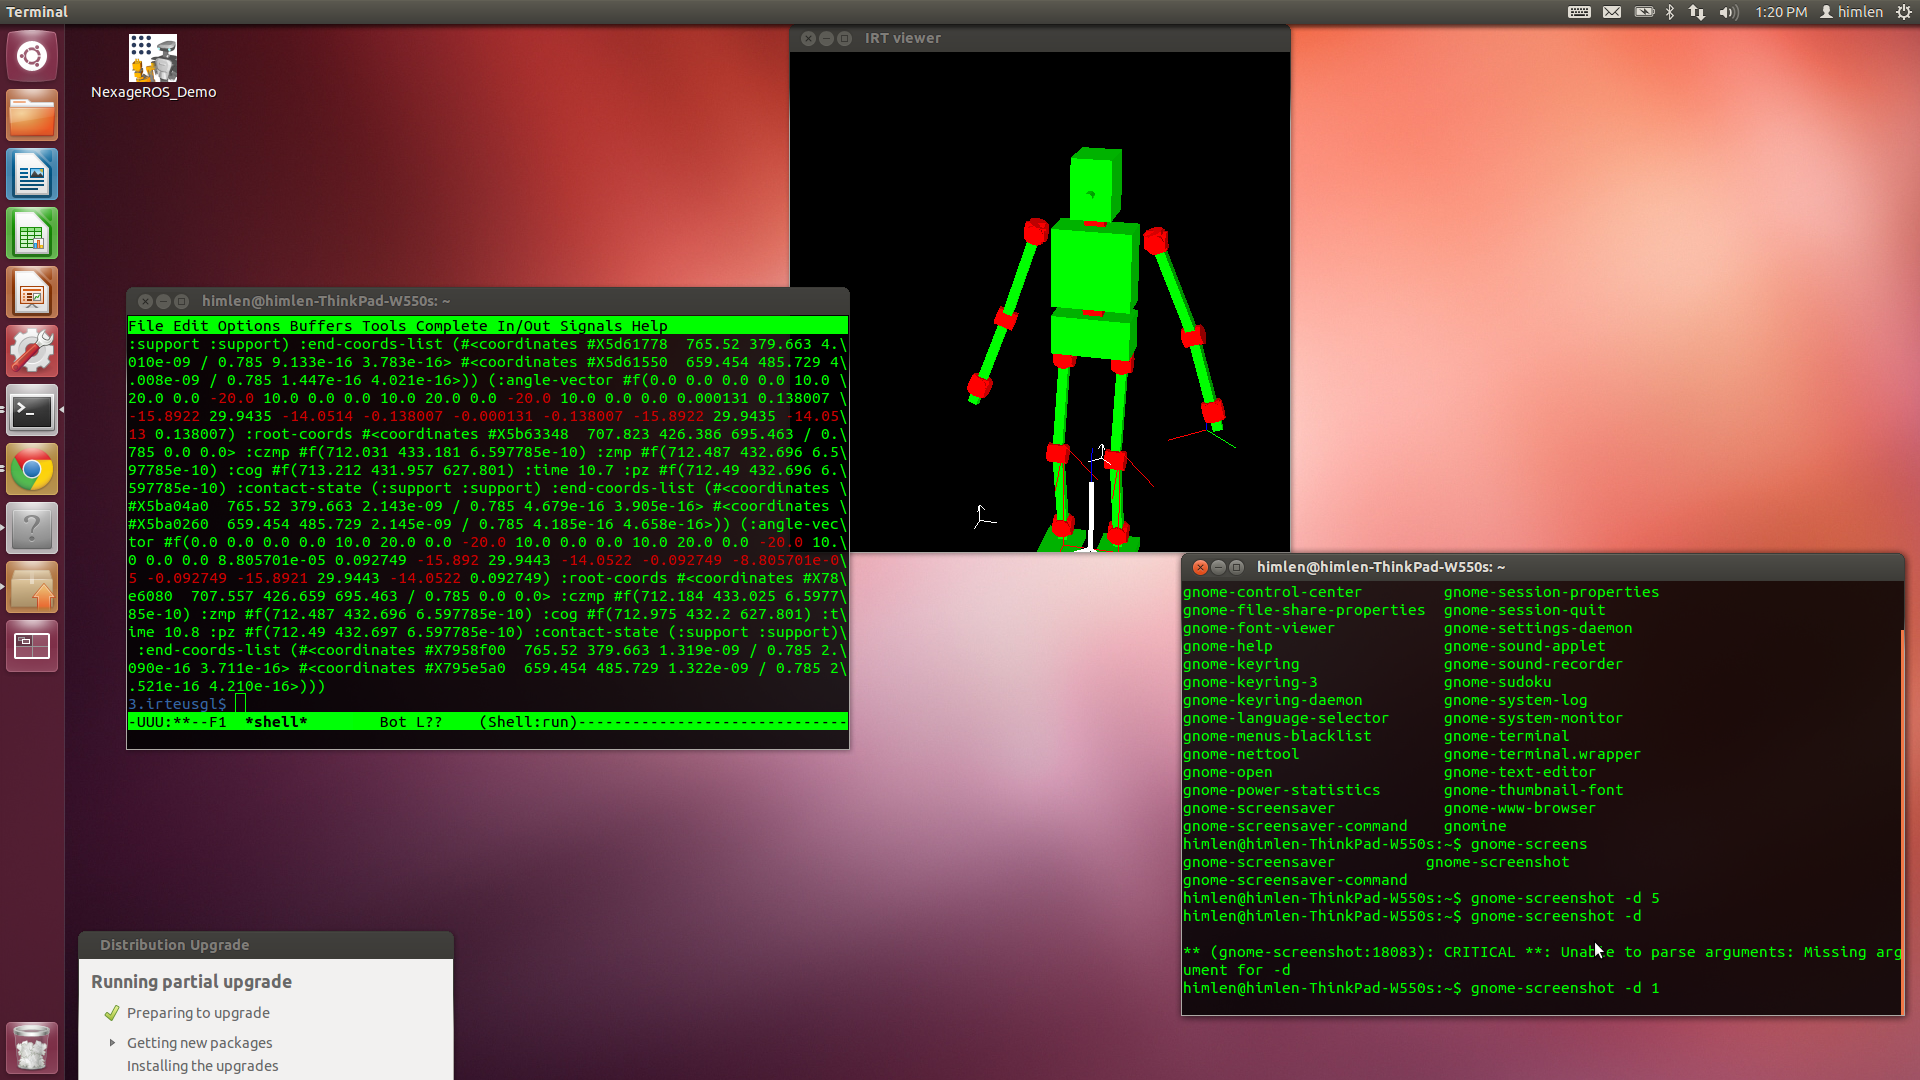 Terminal
1:20 PM himlen
NexageROS_Demo
IRT viewer
himlen@himlen-ThinkPad-W550s: ~
File Edit Options Buffers Tools Complete In/Out Signals Help
:support :support) :end-coords-list (#<coordinates #X5d61778  765.52 379.663 4.\
010e-09 / 0.785 9.133e-16 3.783e-16> #<coordinates #X5d61550  659.454 485.729 4\
.008e-09 / 0.785 1.447e-16 4.021e-16>)) (:angle-vector #f(0.0 0.0 0.0 0.0 10.0 \
20.0 0.0 -20.0 10.0 0.0 0.0 10.0 20.0 0.0 -20.0 10.0 0.0 0.0 0.000131 0.138007 \
-15.8922 29.9435 -14.0514 -0.138007 -0.000131 -0.138007 -15.8922 29.9435 -14.05\
13 0.138007) :root-coords #<coordinates #X5b63348  707.823 426.386 695.463 / 0.\
785 0.0 0.0> :czmp #f(712.031 433.181 6.597785e-10) :zmp #f(712.487 432.696 6.5\
97785e-10) :cog #f(713.212 431.957 627.801) :time 10.7 :pz #f(712.49 432.696 6.\
597785e-10) :contact-state (:support :support) :end-coords-list (#<coordinates \
#X5ba04a0  765.52 379.663 2.143e-09 / 0.785 4.679e-16 3.905e-16> #<coordinates \
#X5ba0260  659.454 485.729 2.145e-09 / 0.785 4.185e-16 4.658e-16>)) (:angle-vec\
tor #f(0.0 0.0 0.0 0.0 10.0 20.0 0.0 -20.0 10.0 0.0 0.0 10.0 20.0 0.0 -20.0 10.\
0 0.0 0.0 8.805701e-05 0.092749 -15.892 29.9443 -14.0522 -0.092749 -8.805701e-0\
5 -0.092749 -15.8921 29.9443 -14.0522 0.092749) :root-coords #<coordinates #X78\
e6080  707.557 426.659 695.463 / 0.785 0.0 0.0> :czmp #f(712.184 433.025 6.5977\
85e-10) :zmp #f(712.487 432.696 6.597785e-10) :cog #f(712.975 432.2 627.801) :t\
ime 10.8 :pz #f(712.49 432.697 6.597785e-10) :contact-state (:support :support)\
 :end-coords-list (#<coordinates #X7958f00  765.52 379.663 1.319e-09 / 0.785 2.\
090e-16 3.711e-16> #<coordinates #X795e5a0  659.454 485.729 1.322e-09 / 0.785 2\
.521e-16 4.210e-16>)))
3.irteusgl$
-UUU:**--F1  *shell*        Bot L??    (Shell:run)------------------------------
himlen@himlen-ThinkPad-W550s: ~
gnome-control-center         gnome-session-properties
gnome-file-share-properties  gnome-session-quit
gnome-font-viewer            gnome-settings-daemon
gnome-help                   gnome-sound-applet
gnome-keyring                gnome-sound-recorder
gnome-keyring-3              gnome-sudoku
gnome-keyring-daemon         gnome-system-log
gnome-language-selector      gnome-system-monitor
gnome-menus-blacklist        gnome-terminal
gnome-nettool                gnome-terminal.wrapper
gnome-open                   gnome-text-editor
gnome-power-statistics       gnome-thumbnail-font
gnome-screensaver            gnome-www-browser
gnome-screensaver-command    gnomine
himlen@himlen-ThinkPad-W550s:~$ gnome-screens
gnome-screensaver          gnome-screenshot
gnome-screensaver-command
himlen@himlen-ThinkPad-W550s:~$ gnome-screenshot -d 5
himlen@himlen-ThinkPad-W550s:~$ gnome-screenshot -d
** (gnome-screenshot:18083): CRITICAL **: Unable to parse arguments: Missing arg
ument for -d
himlen@himlen-ThinkPad-W550s:~$ gnome-screenshot -d 1
Distribution Upgrade
Running partial upgrade
Preparing to upgrade
Getting new packages
Installing the upgrades